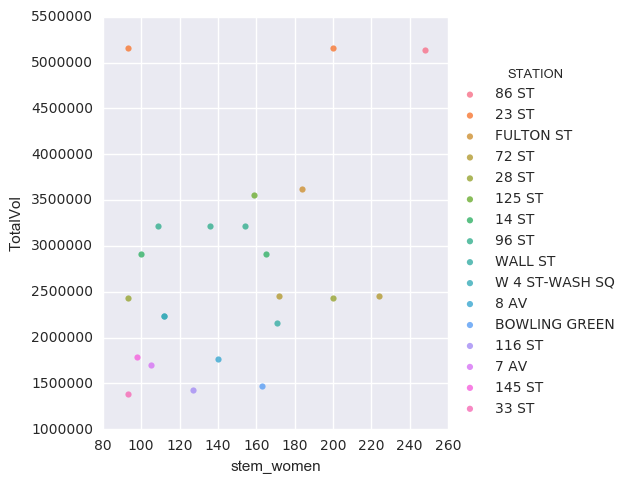 5500000
5000000
4500000
4000000
3500000
3000000
2500000
2000000
1500000
1000000
TotalVol
80 100 120 140 160 180 200 220 240 260
stem_women
STATION
86 ST
23 ST
FULTON ST
72 ST
28 ST
125 ST
14 ST
96 ST
WALL ST
W 4 ST-WASH SQ
8 AV
BOWLING GREEN
116 ST
7 AV
145 ST
33 ST